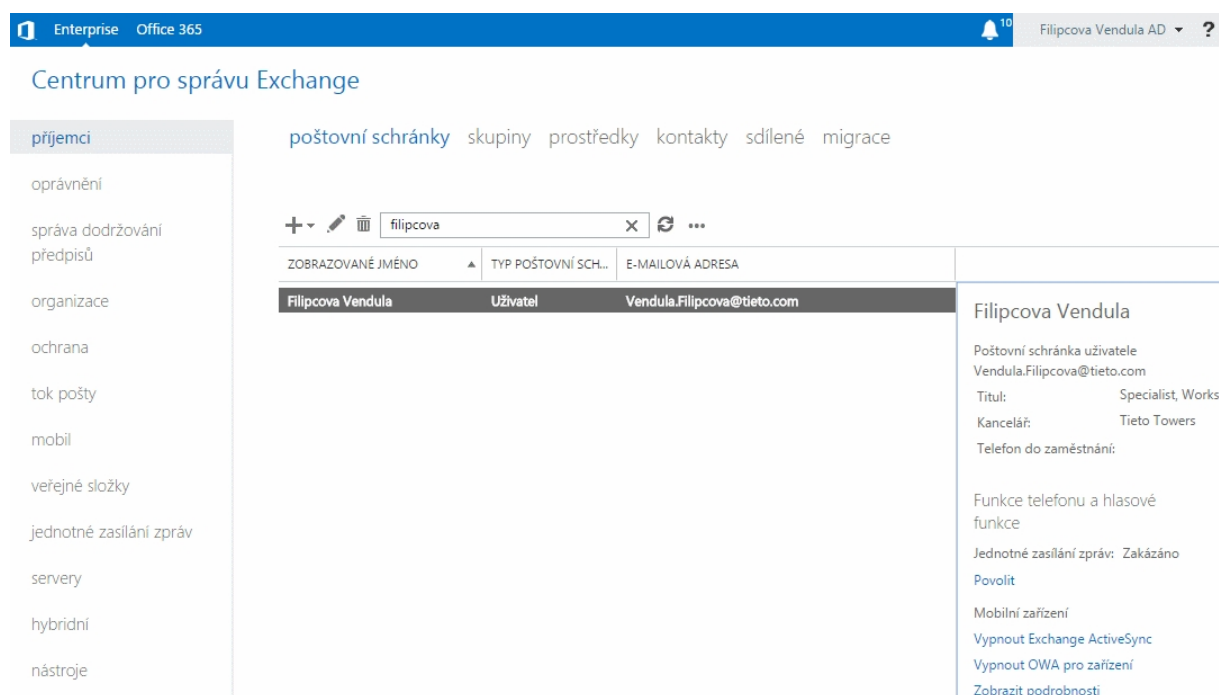 Enterprise Office 365 10 Filipcova Vendula AD ?
Centrum pro správu Exchange
příjemci
oprávnění
správa dodržování
předpisů
organizace
ochrana
tok pošty
mobil
veřejné složky
jednotné zasílání zpráv
servery
hybridní
nástroje
poštovní schránky skupiny prostředky kontakty sdílené migrace
filipcova
ZOBRAZOVANÉ JMÉNO TYP POŠTOVNÍ SCH... E-MAILOVÁ ADRESA
Filipcova Vendula Uživatel Vendula.Filipcova@tieto.com
Filipcova Vendula
Poštovní schránka uživatele
Vendula.Filipcova@tieto.com
Titul: Specialist, Works
Kancelář: Tieto Towers
Telefon do zaměstnání:
Funkce telefonu a hlasové
funkce
Jednotné zasílání zpráv: Zakázáno
Povolit
Mobilní zařízení
Vypnout Exchange ActiveSync
Vypnout OWA pro zařízení
Zobrazit podrobnosti